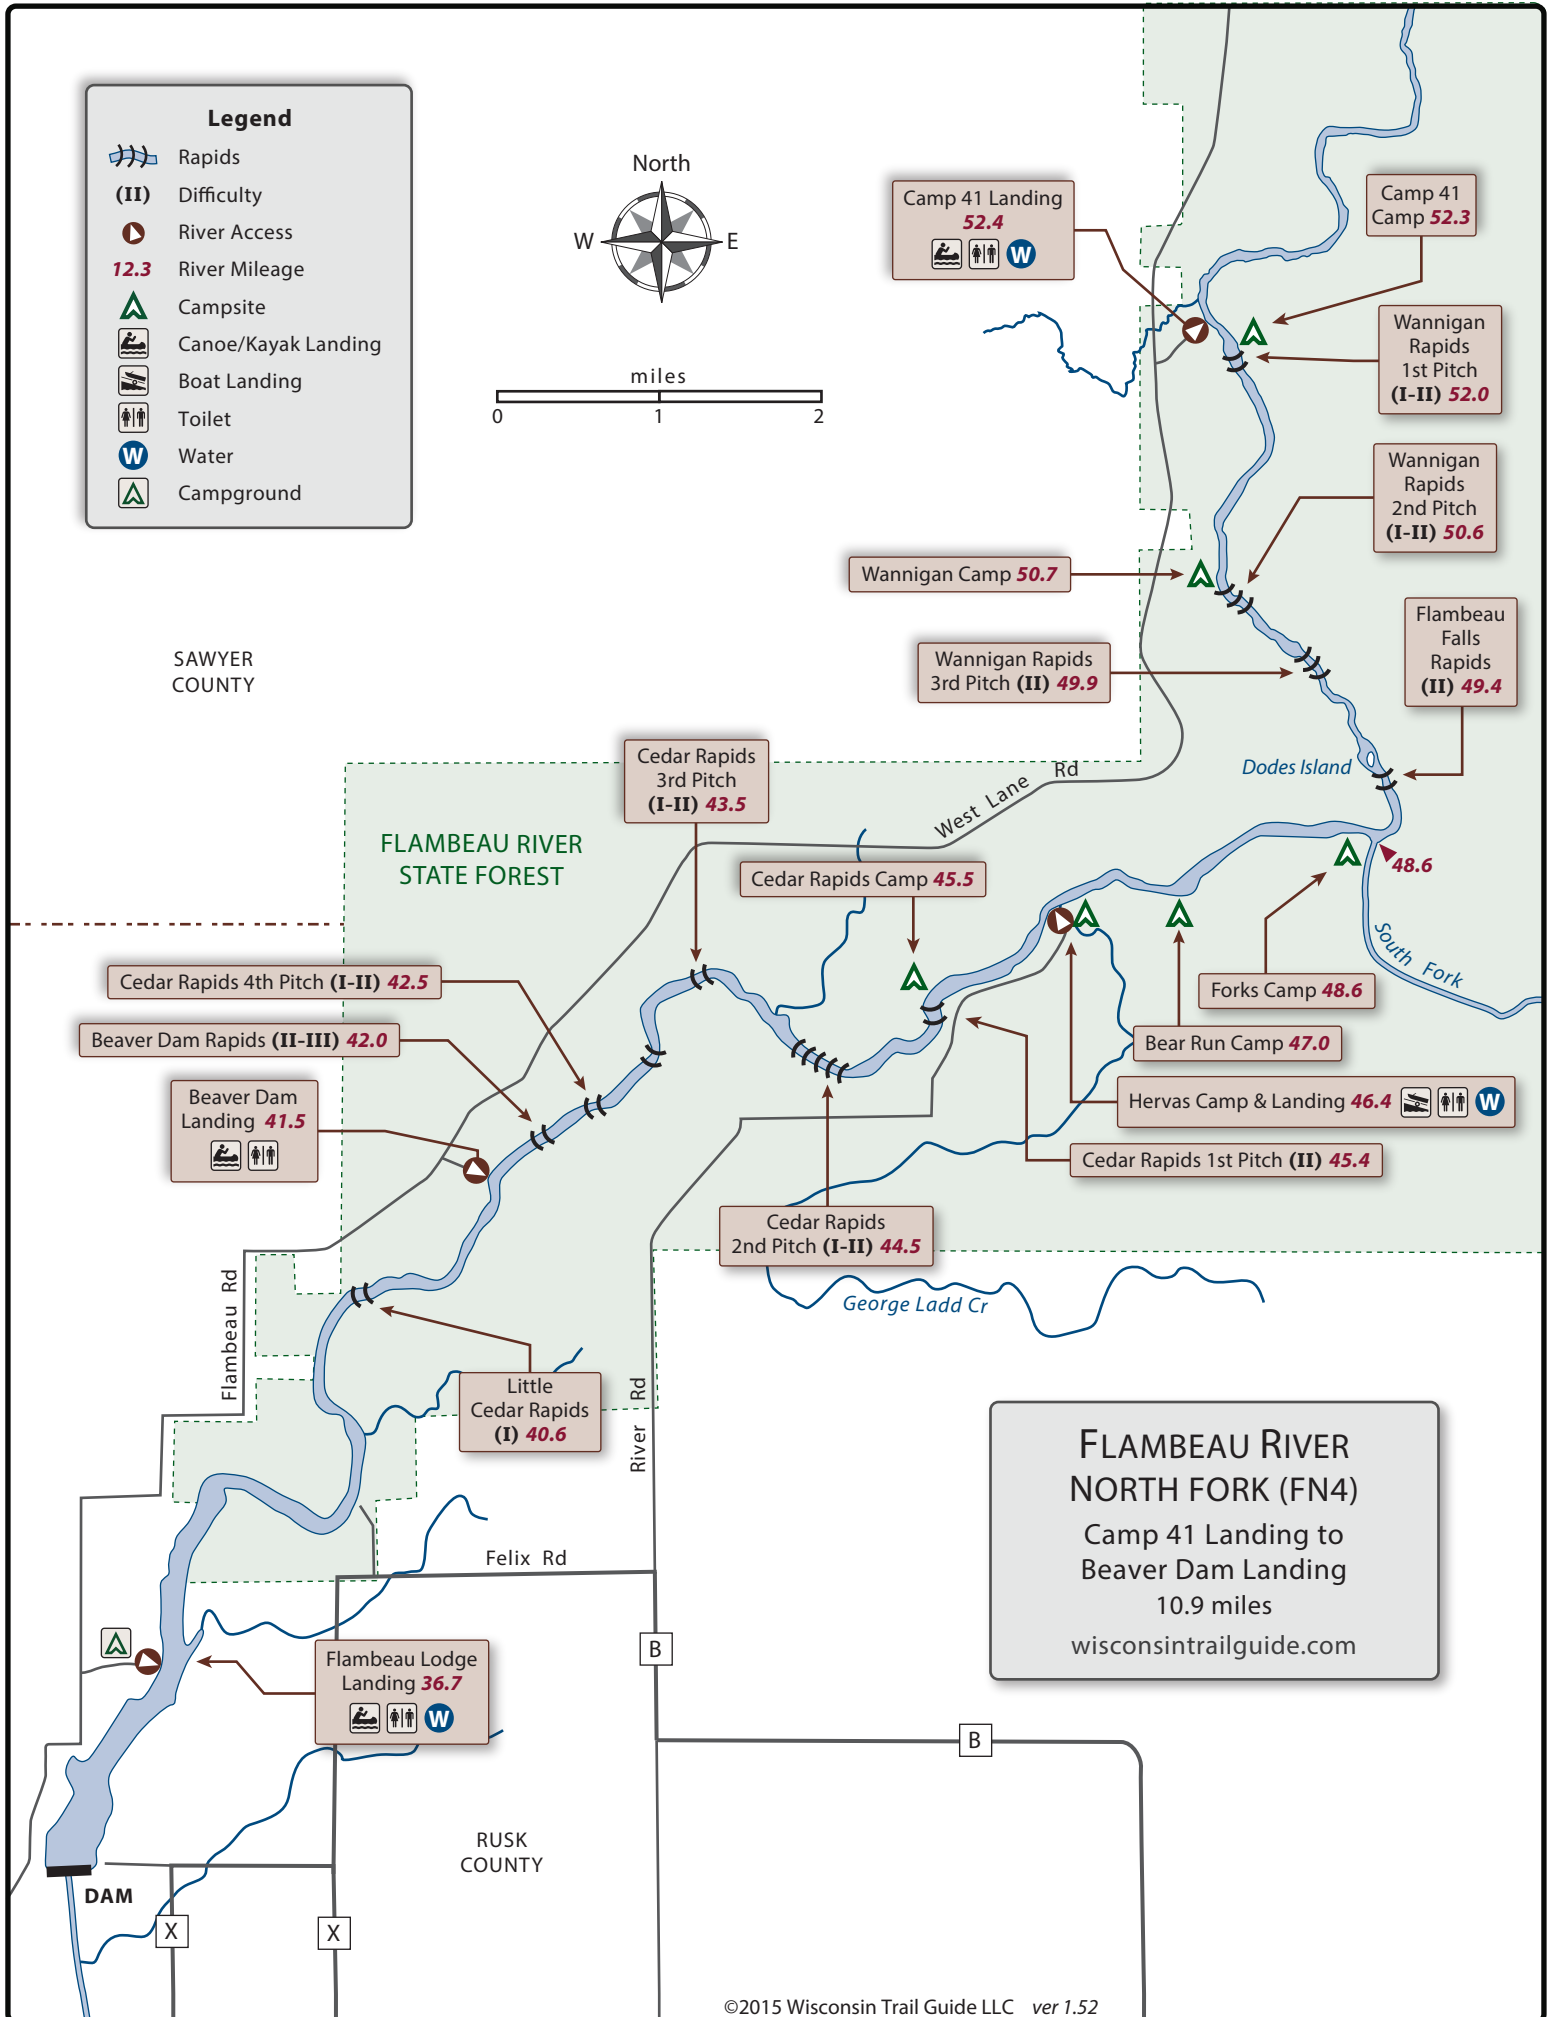 Legend
Rapids
(II) Difficulty
River Access
12.3 River Mileage
Campsite
Canoe/Kayak Landing
Boat Landing
Toilet
W Water
Campground
North
W E
miles
0 1 2
Camp 41 Landing
52.4
W
Camp 41
Camp 52.3
Wannigan
Rapids
1st Pitch
(I-II) 52.0
Wannigan
Rapids
2nd Pitch
(I-II) 50.6
Wannigan Camp 50.7
Wannigan Rapids
3rd Pitch (II) 49.9
Flambeau
Falls
Rapids
(II) 49.4
SAWYER
COUNTY
Dodes Island
West Lane Rd
Cedar Rapids
3rd Pitch
(I-II) 43.5
FLAMBEAU RIVER
STATE FOREST
Cedar Rapids Camp 45.5
48.6
South Fork
Forks Camp 48.6
Cedar Rapids 4th Pitch (I-II) 42.5
Beaver Dam Rapids (II-III) 42.0
Bear Run Camp 47.0
Beaver Dam
Landing 41.5
Hervas Camp & Landing 46.4 W
Cedar Rapids 1st Pitch (II) 45.4
Cedar Rapids
2nd Pitch (I-II) 44.5
George Ladd Cr
Flambeau Rd
Little
Cedar Rapids
(I) 40.6
River Rd
FLAMBEAU RIVER
NORTH FORK (FN4)
Camp 41 Landing to
Beaver Dam Landing
10.9 miles
wisconsintrailguide.com
Felix Rd
B
Flambeau Lodge
Landing 36.7
W
B
RUSK
COUNTY
DAM
X
X
©2015 Wisconsin Trail Guide LLC ver 1.52